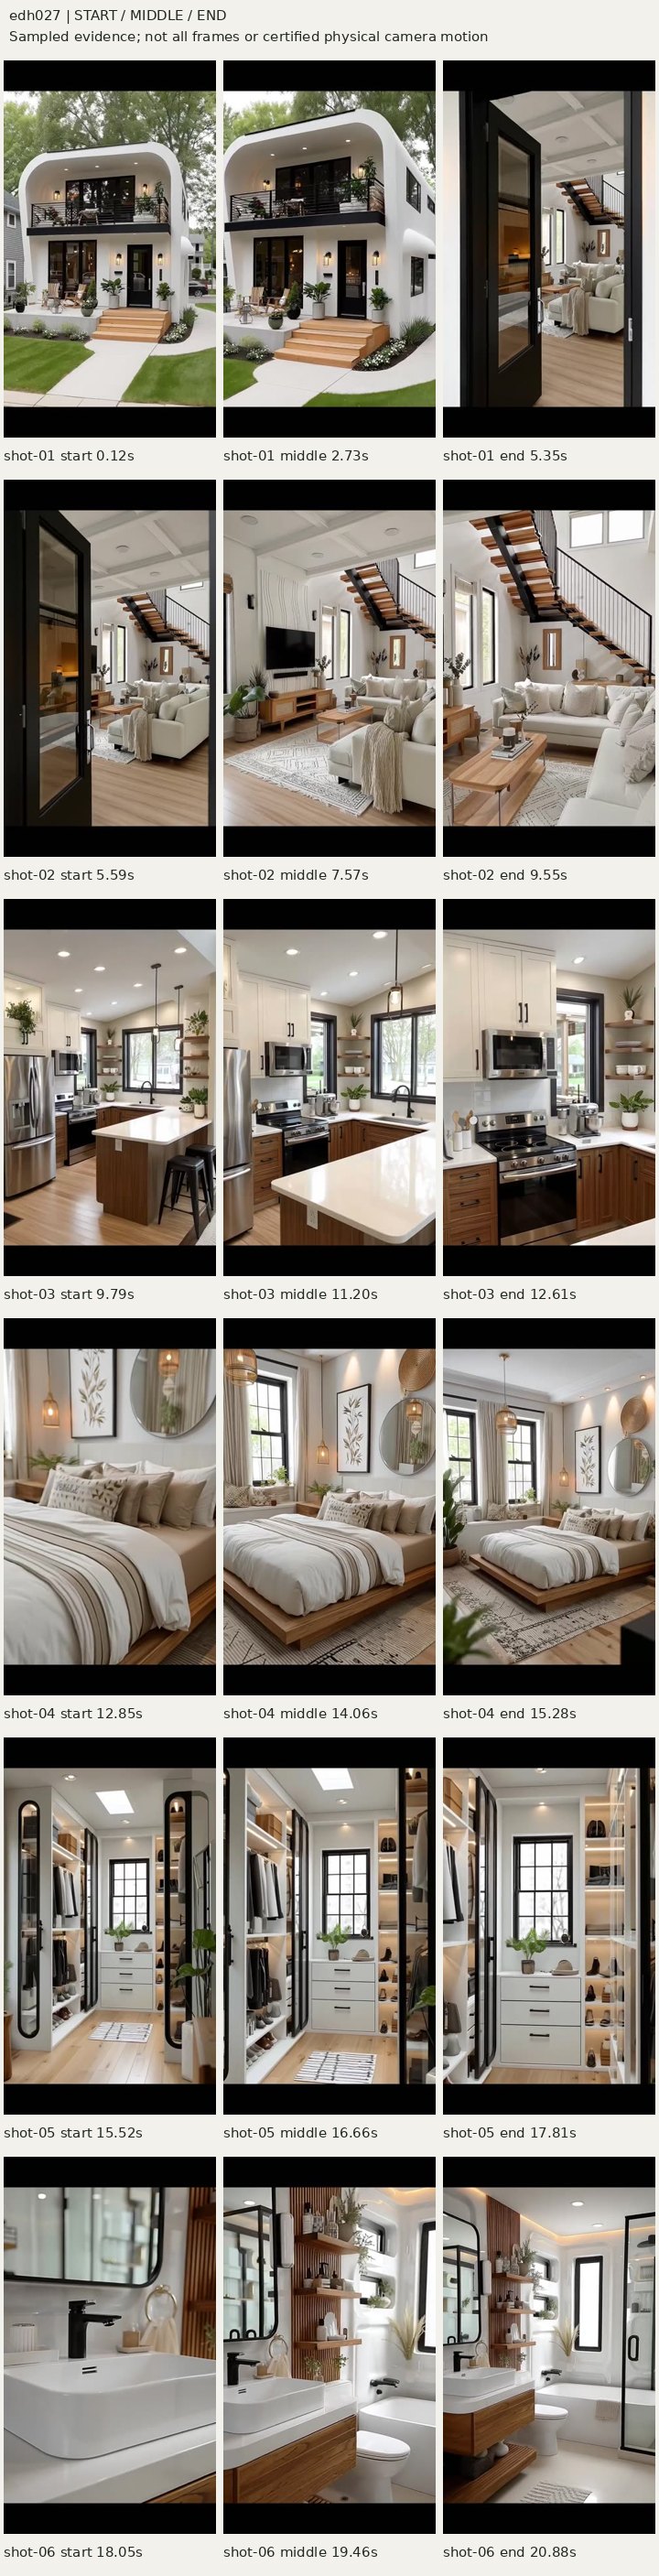 edh027 | START / MIDDLE / END
Sampled evidence; not all frames or certified physical camera motion
shot-01 start 0.12s
shot-01 middle 2.73s
shot-01 end 5.35s
shot-02 start 5.59s
shot-02 middle 7.57s
shot-02 end 9.55s
shot-03 start 9.79s
shot-03 middle 11.20s
shot-03 end 12.61s
shot-04 start 12.85s
shot-04 middle 14.06s
shot-04 end 15.28s
shot-05 start 15.52s
shot-05 middle 16.66s
shot-05 end 17.81s
shot-06 start 18.05s
shot-06 middle 19.46s
shot-06 end 20.88s